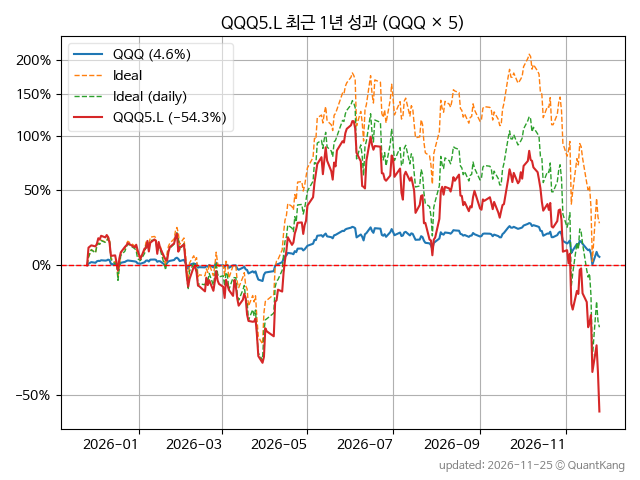 QQQ5.L 최근 1년 성과 (QQQ × 5)
QQQ (4.6%)
Ideal
Ideal (daily)
QQQ5.L (−54.3%)
200%
150%
100%
50%
0%
−50%
2026-01
2026-03
2026-05
2026-07
2026-09
2026-11
updated: 2026-11-25 © QuantKang